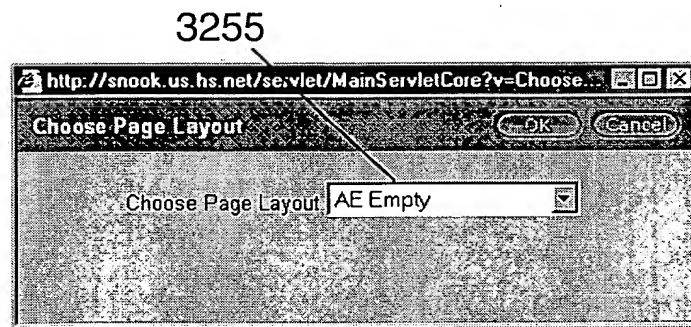 3255
http://snook.us.hs.net/servlet/MainServletCore?v=Choose...
Choose Page Layout OK Cancel
Choose Page Layout AE Empty